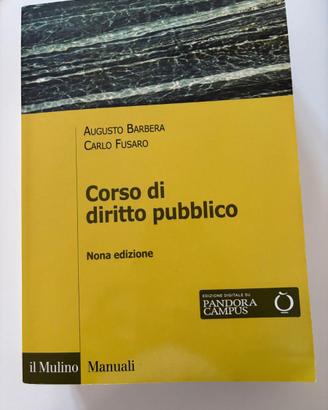 AUGUSTO BARBERA
CARLO FUSARO
Corso di
diritto pubblico
Nona edizione
EDIZIONE DIGITALE SU
PANDORA
CAMPUS
il Mulino Manuali